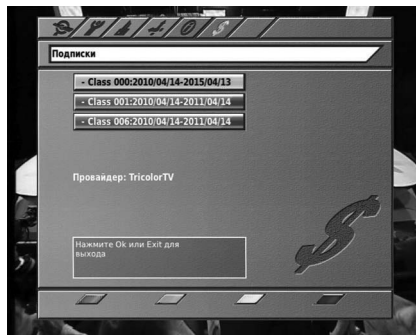 Подписки
- Class 000:2010/04/14-2015/04/13
- Class 001:2010/04/14-2011/04/14
- Class 006:2010/04/14-2011/04/14
Провайдер: TricolorTV
Нажмите Ok или Exit для
выхода